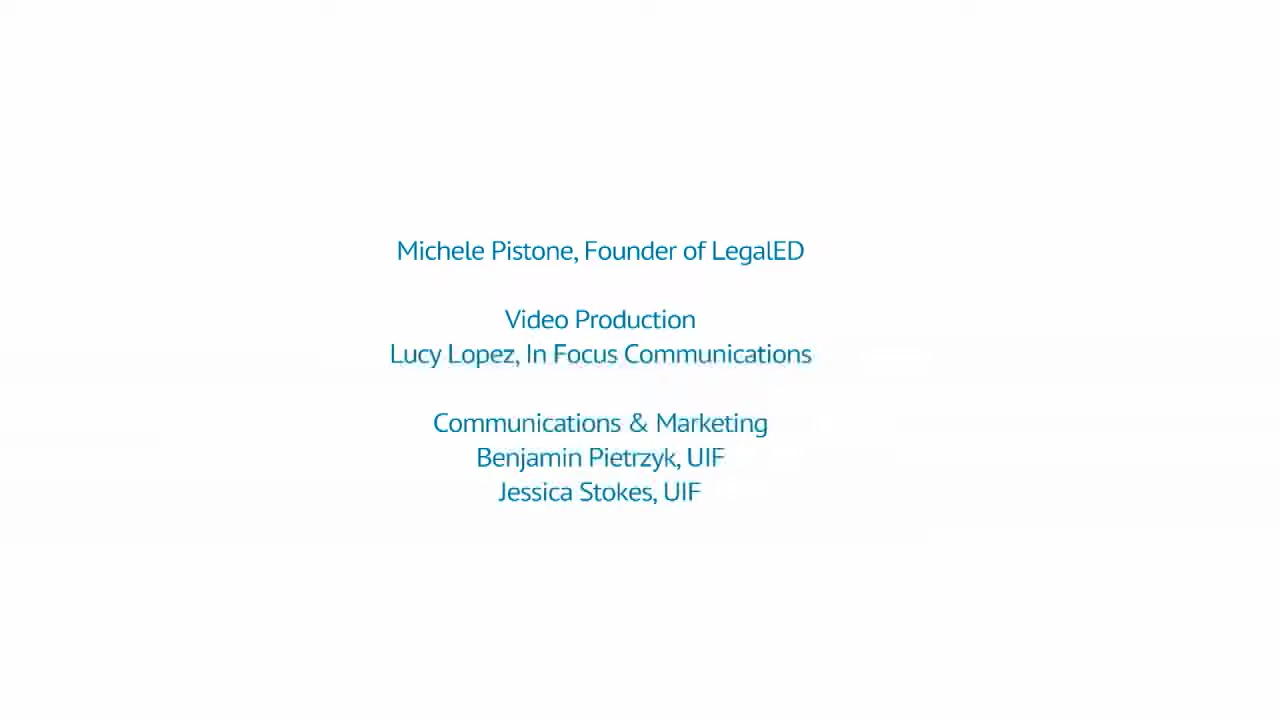 Michele Pistone, Founder of LegalED
Video Production
Lucy Lopez, In Focus Communications
Communications & Marketing
Benjamin Pietrzyk, UIF
Jessica Stokes, UIF